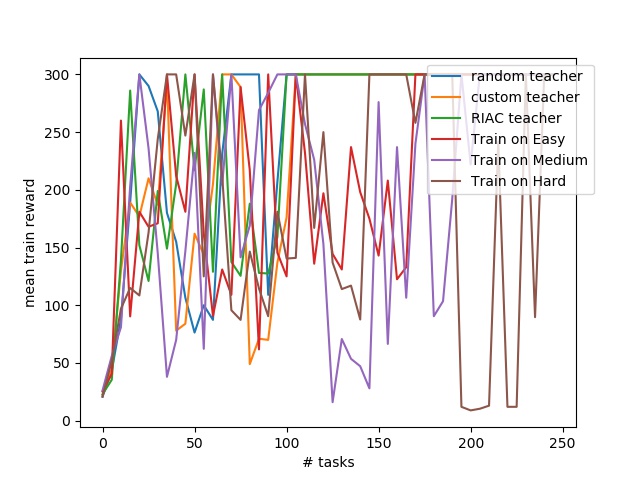 300
250
200
150
100
50
0
mean train reward
random teacher
custom teacher
RIAC teacher
Train on Easy
Train on Medium
Train on Hard
0 50 100 150 200 250
# tasks